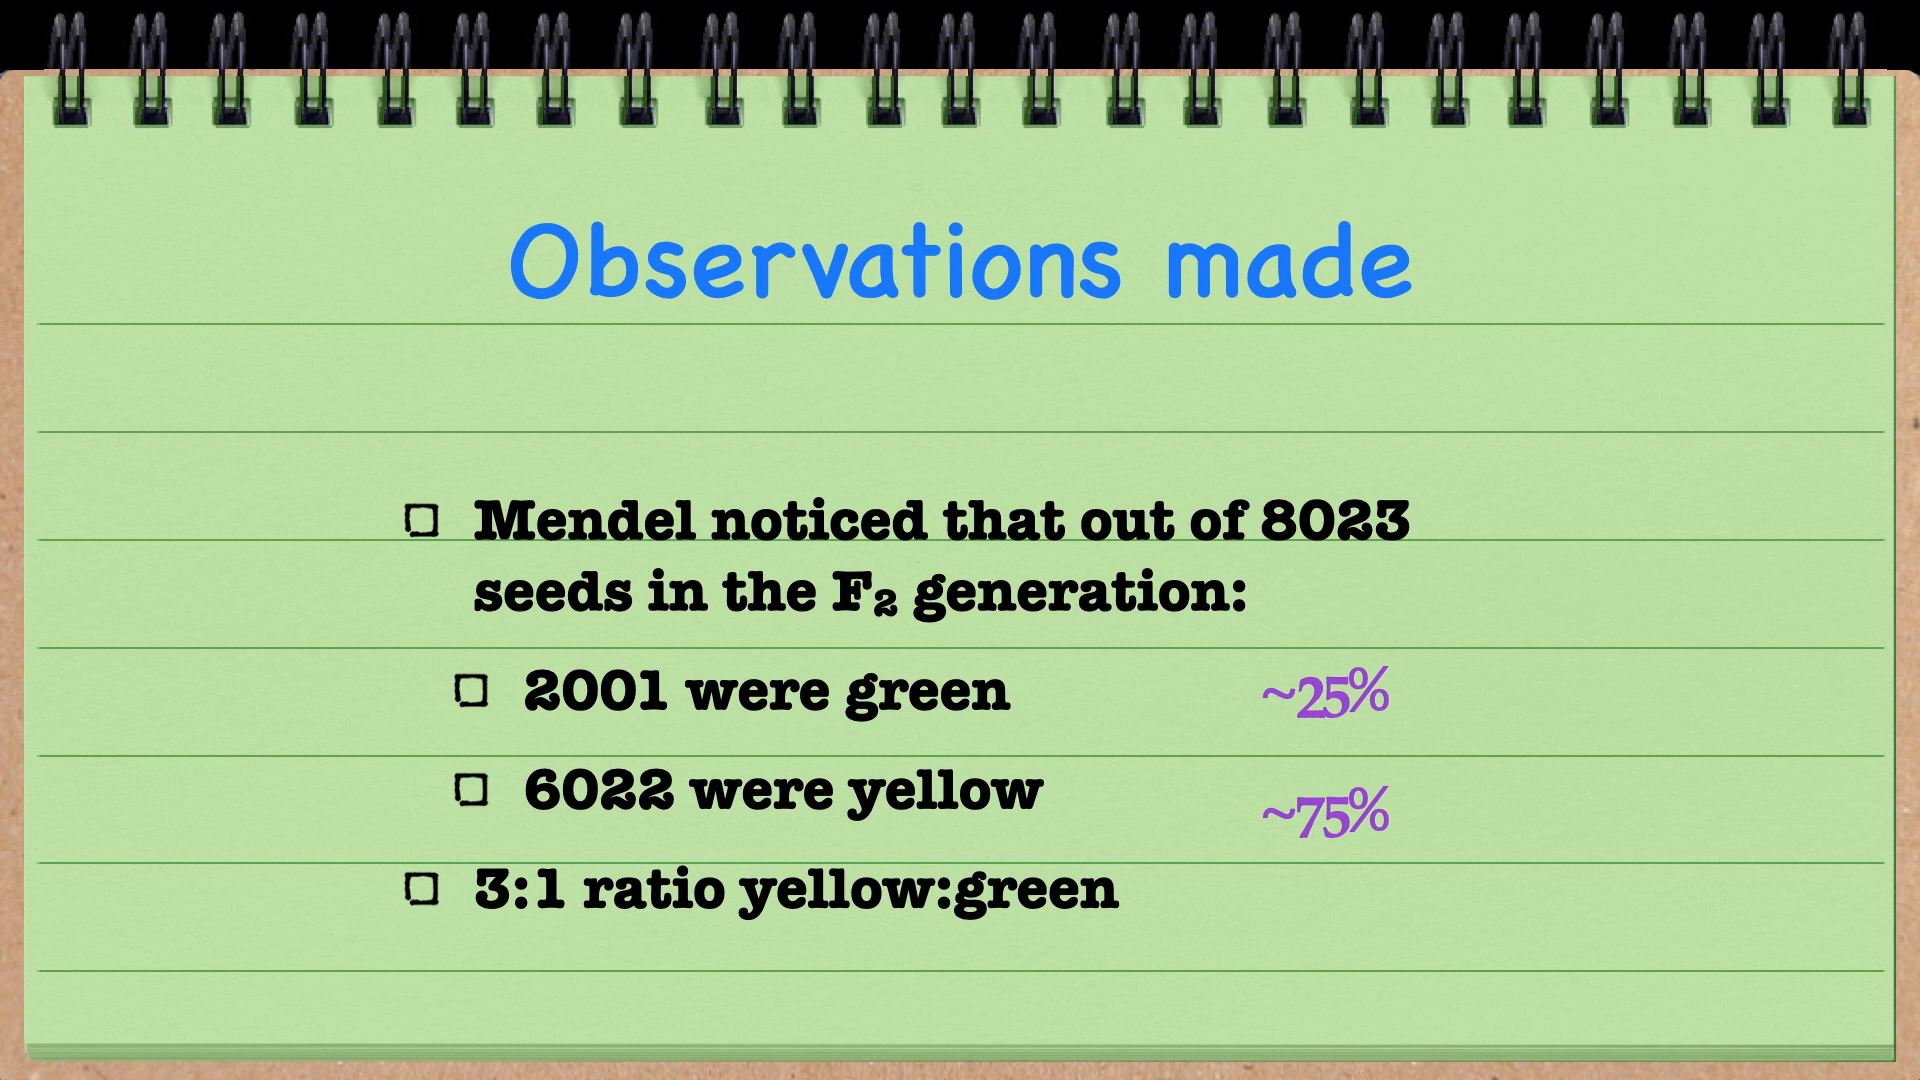 Observations made
Mendel noticed that out of 8023
seeds in the F₂ generation:
2001 were green
~25%
6022 were yellow
~75%
3:1 ratio yellow:green